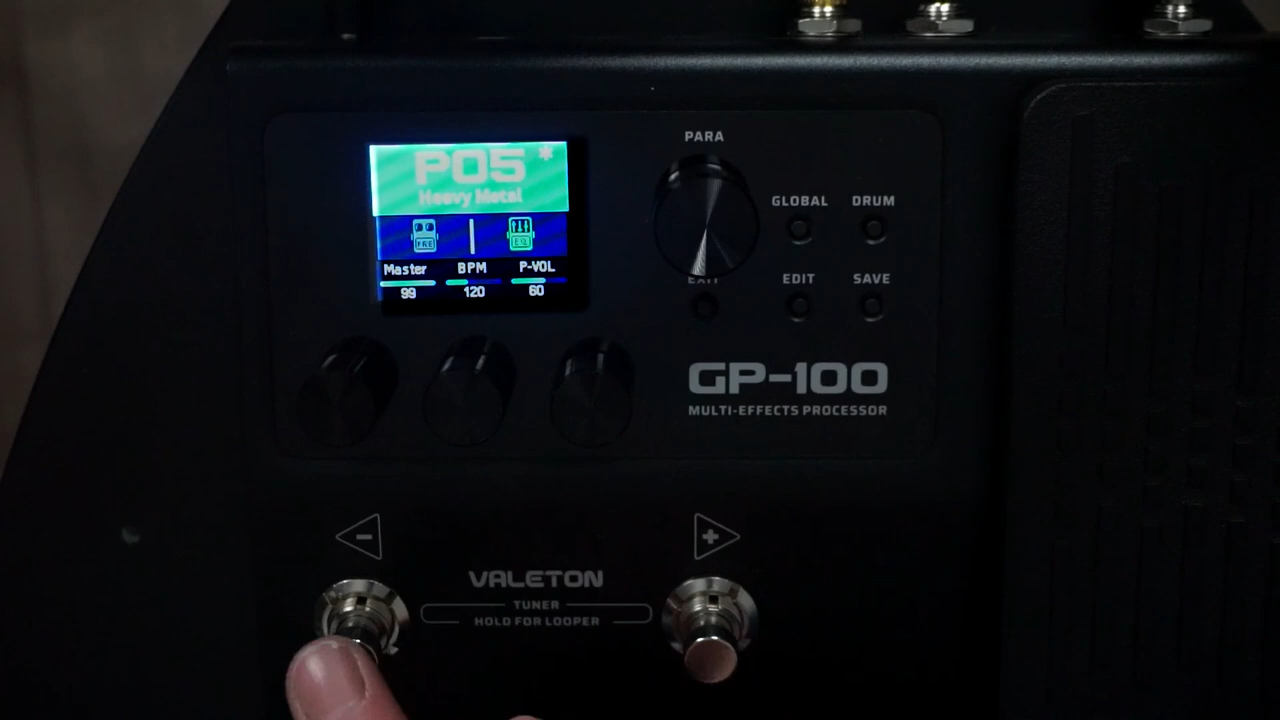 P05 *
Heavy Metal
PRE EQ
Master BPM P-VOL
99 120 60
PARA
GLOBAL DRUM
EXIT EDIT SAVE
GP-100
MULTI-EFFECTS PROCESSOR
- +
VALETON
TUNER
HOLD FOR LOOPER